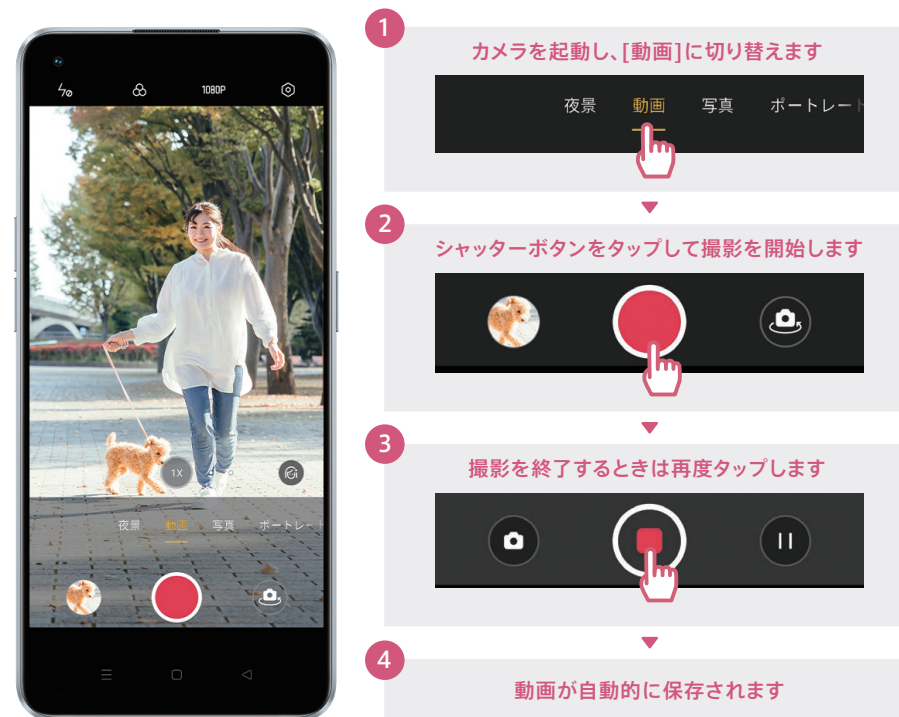 1080P
1X
夜景 動画 写真 ポートレー
1
カメラを起動し、[動画]に切り替えます
夜景 動画 写真 ポートレート
2
シャッターボタンをタップして撮影を開始します
3
撮影を終了するときは再度タップします
4
動画が自動的に保存されます